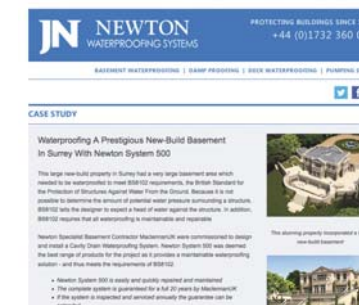 JN NEWTON
WATERPROOFING SYSTEMS
PROTECTING BUILDINGS SINCE
+44 (0)1732 360
BASEMENT WATERPROOFING | DAMP PROOFING | DECK WATERPROOFING | PUMPING
CASE STUDY
Waterproofing A Prestigious New-Build Basement
In Surrey With Newton System 500
This large new-build property in Surrey had a very large basement area which
needed to be waterproofed to meet BS8102 requirements, the British Standard for
the Protection of Structures Against Water From the Ground. Because it is not
possible to determine the amount of potential water pressure surrounding a structure,
BS8102 tells the designer to expect a head of water against the structure. In addition,
BS8102 requires that all waterproofing is maintainable and repairable
Newton Specialist Basement Contractor MacLennanUK were commissioned to design
and install a Cavity Drain Waterproofing System. Newton System 500 was deemed
the best range of products for the project as it provides a maintainable waterproofing
solution - and thus meets the requirements of BS8102:
• Newton System 500 is easily and quickly repaired and maintained
• The complete system is guaranteed for a full 20 years by MacLennanUK
• If the system is inspected and serviced annually the guarantee can be
This stunning property incorporated a
new-build basement